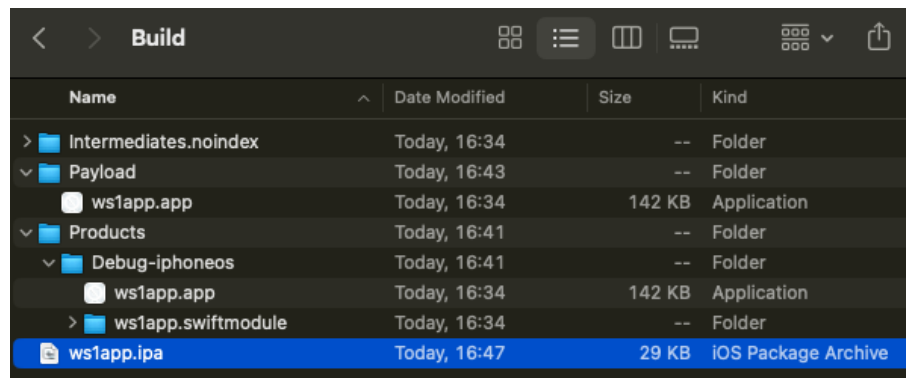 Build
Name Date Modified Size Kind
Intermediates.noindex Today, 16:34 -- Folder
Payload Today, 16:43 -- Folder
ws1app.app Today, 16:34 142 KB Application
Products Today, 16:41 -- Folder
Debug-iphoneos Today, 16:41 -- Folder
ws1app.app Today, 16:34 142 KB Application
ws1app.swiftmodule Today, 16:34 -- Folder
ws1app.ipa Today, 16:47 29 KB iOS Package Archive